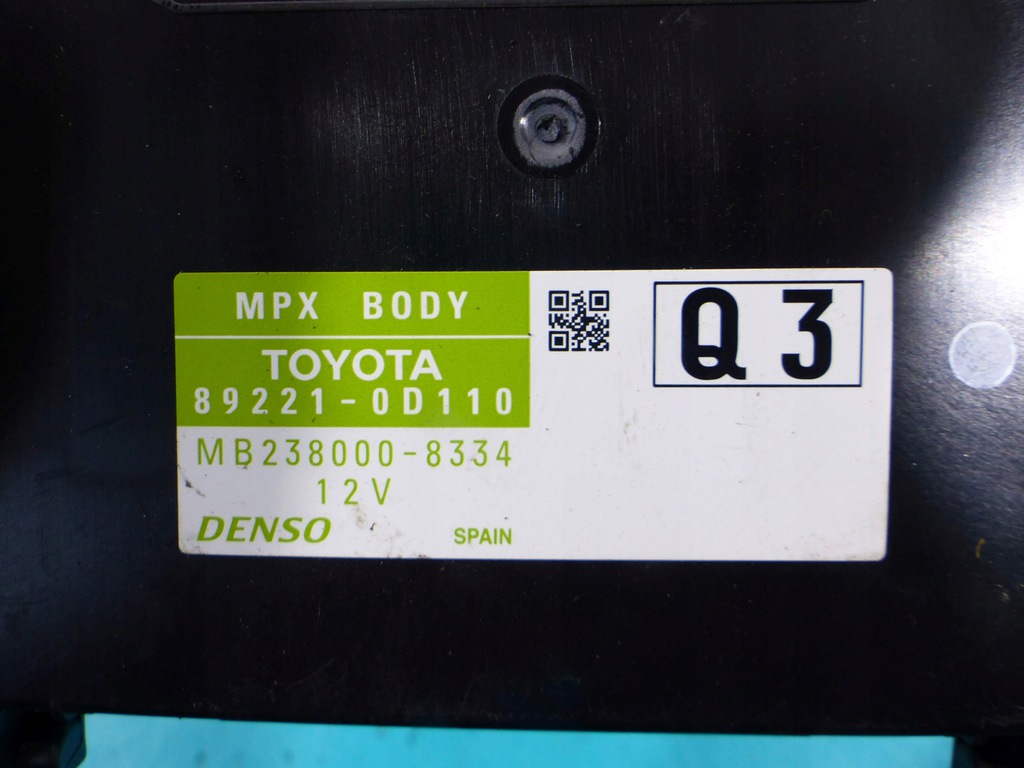 MPX BODY
TOYOTA
89221-0D110
MB238000-8334
12V
DENSO SPAIN
Q3